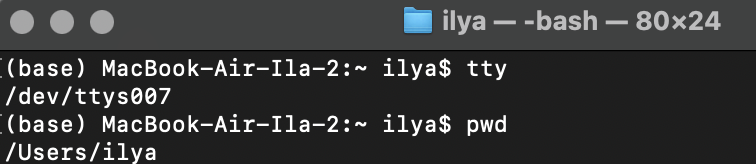 ilya — -bash — 80×24
(base) MacBook-Air-Ila-2:~ ilya$ tty
/dev/ttys007
(base) MacBook-Air-Ila-2:~ ilya$ pwd
/Users/ilya